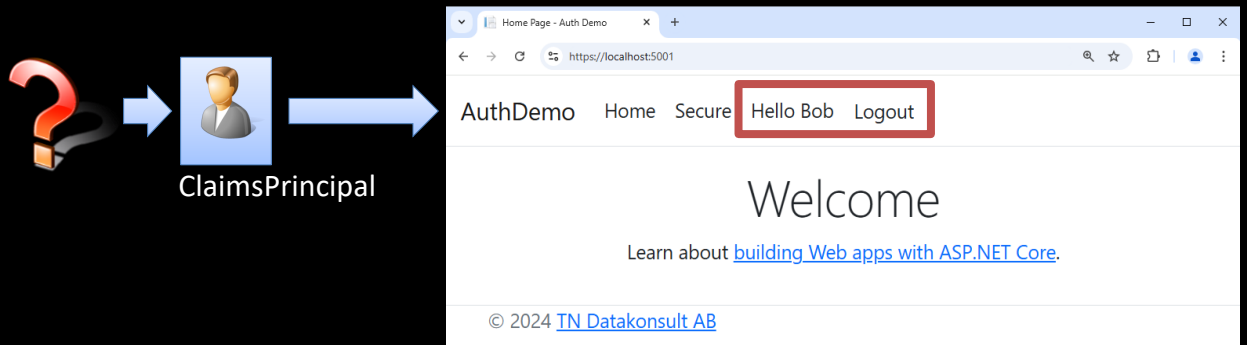 Home Page - Auth Demo
https://localhost:5001
AuthDemo Home Secure Hello Bob Logout
ClaimsPrincipal
Welcome
Learn about building Web apps with ASP.NET Core.
© 2024 TN Datakonsult AB